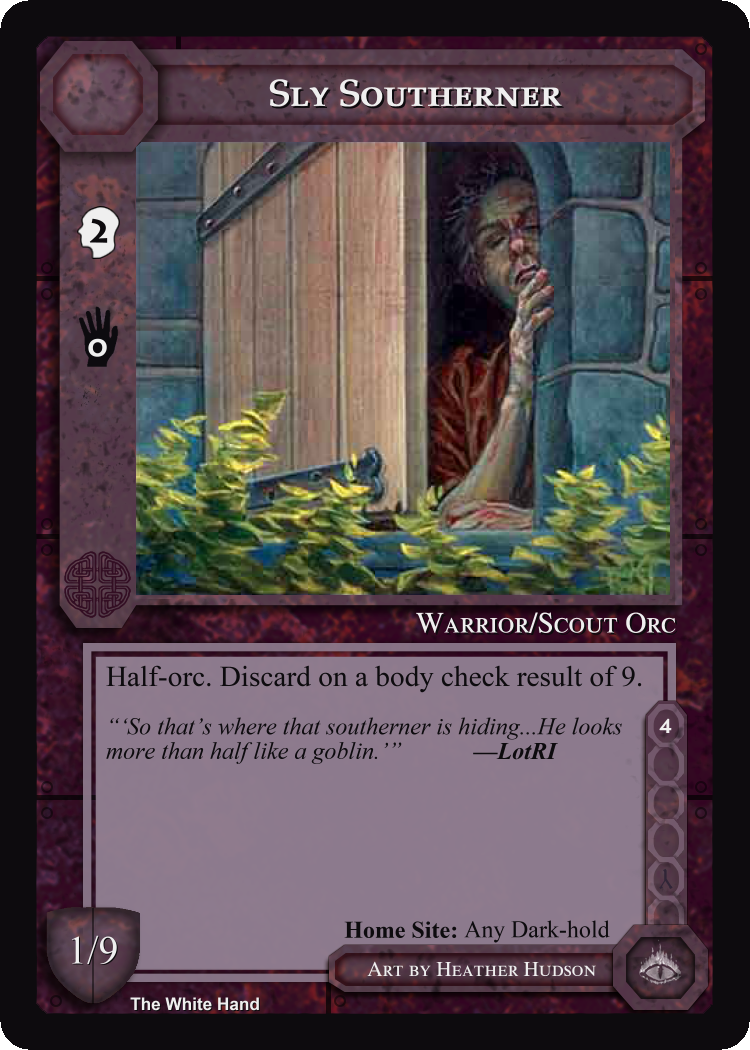 Sly Southerner
2
0
Warrior/Scout Orc
Half-orc. Discard on a body check result of 9.
“‘So that’s where that southerner is hiding...He looks
more than half like a goblin.’” —LotRI
4
Home Site: Any Dark-hold
1/9
Art by Heather Hudson
The White Hand